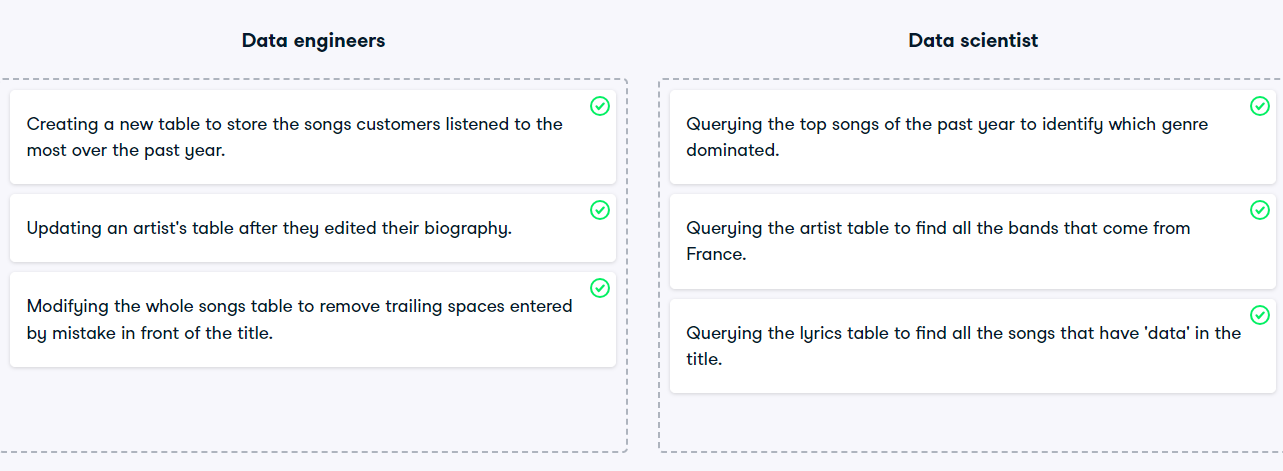 Data engineers
Creating a new table to store the songs customers listened to the
most over the past year.
Updating an artist's table after they edited their biography.
Modifying the whole songs table to remove trailing spaces entered
by mistake in front of the title.
Data scientist
Querying the top songs of the past year to identify which genre
dominated.
Querying the artist table to find all the bands that come from
France.
Querying the lyrics table to find all the songs that have 'data' in the
title.